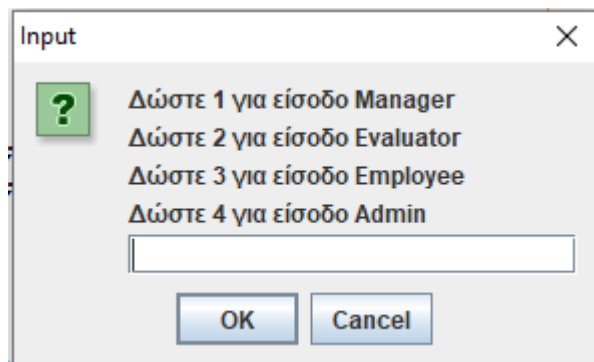 Input
?
Δώστε 1 για είσοδο Manager
Δώστε 2 για είσοδο Evaluator
Δώστε 3 για είσοδο Employee
Δώστε 4 για είσοδο Admin
OK Cancel